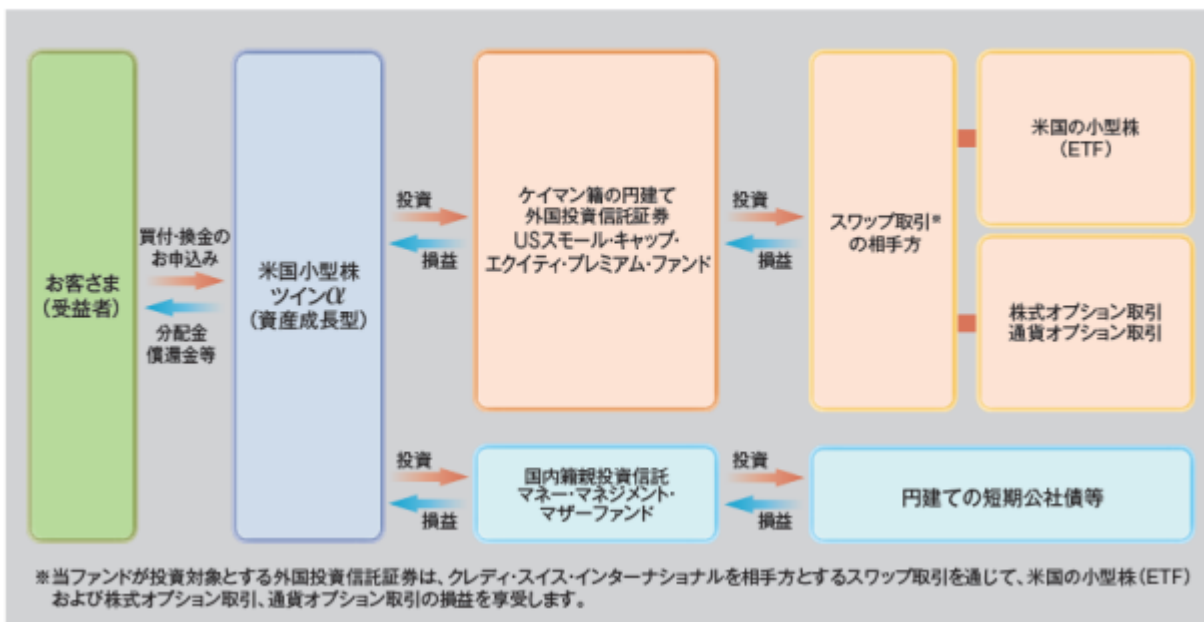 お客さま
(受益者)
買付・換金の
お申込み
分配金
償還金等
米国小型株
ツインα
(資産成長型)
投資
損益
ケイマン籍の円建て
外国投資信託証券
USスモール・キャップ・
エクイティ・プレミアム・ファンド
投資
損益
スワップ取引※
の相手方
米国の小型株
(ETF)
株式オプション取引
通貨オプション取引
投資
損益
国内籍親投資信託
マネー・マネジメント・
マザーファンド
投資
損益
円建ての短期公社債等
※当ファンドが投資対象とする外国投資信託証券は、クレディ・スイス・インターナショナルを相手方とするスワップ取引を通じて、米国の小型株(ETF)
および株式オプション取引、通貨オプション取引の損益を享受します。